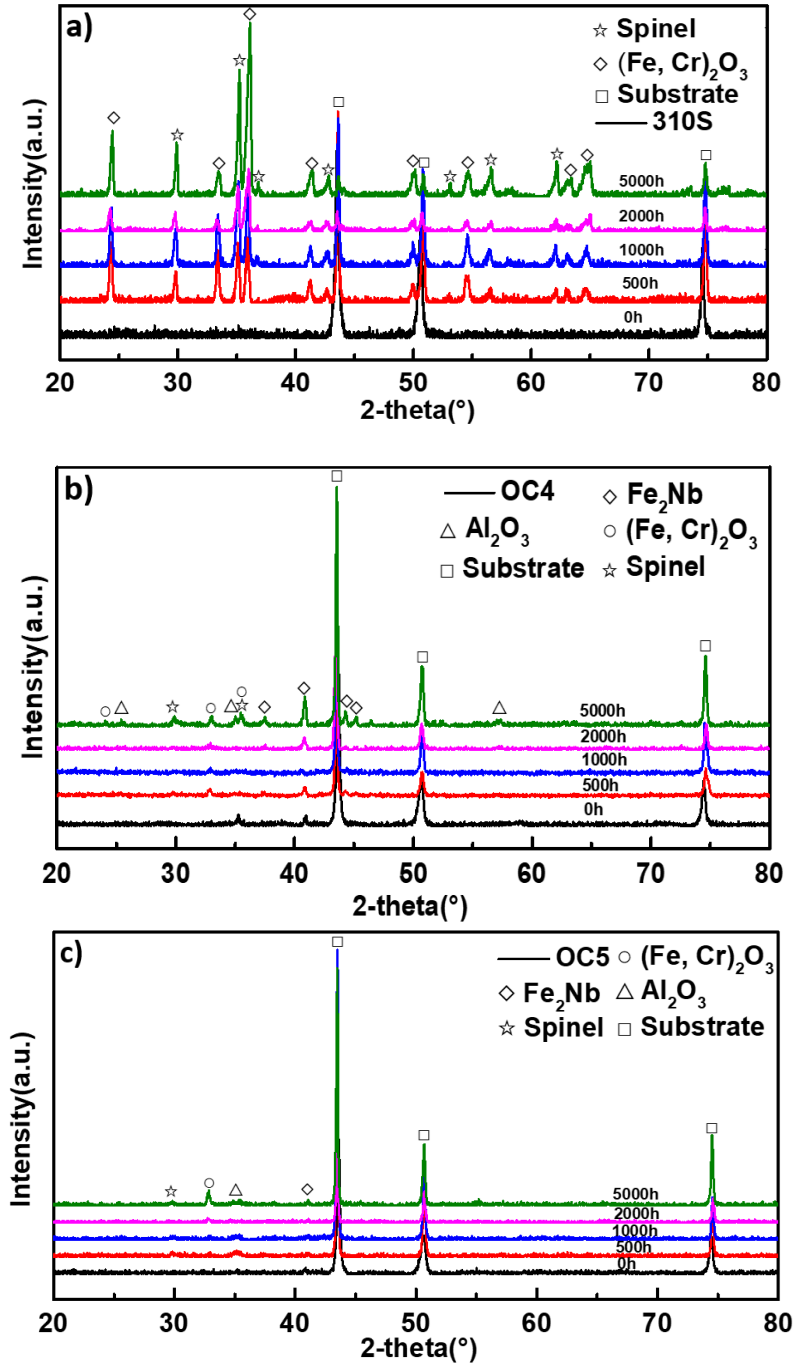 a)
☆ Spinel
◇ (Fe, Cr)₂O₃
□ Substrate
310S
Intensity(a.u.)
5000h
2000h
1000h
500h
0h
20 30 40 50 60 70 80
2-theta(°)
b)
OC4 ◇ Fe₂Nb
△ Al₂O₃ ○ (Fe, Cr)₂O₃
□ Substrate ☆ Spinel
Intensity(a.u.)
5000h
2000h
1000h
500h
0h
20 30 40 50 60 70 80
2-theta(°)
c)
OC5 ○ (Fe, Cr)₂O₃
◇ Fe₂Nb △ Al₂O₃
☆ Spinel □ Substrate
Intensity(a.u.)
5000h
2000h
1000h
500h
0h
20 30 40 50 60 70 80
2-theta(°)